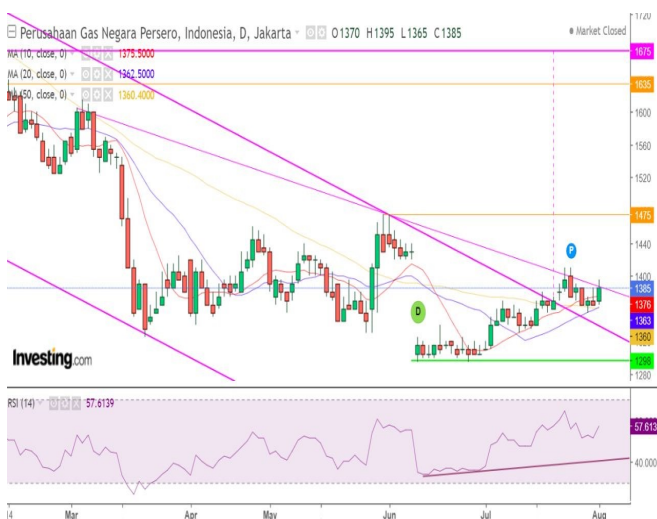 Perusahaan Gas Negara Persero, Indonesia, D, Jakarta O1370 H1395 L1365 C1385
Market Closed
MA (10, close, 0) 1375.5000
MA (20, close, 0) 1362.5000
(50, close, 0) 1360.4000
1720
1675
1635
1600
1560
1520
1475
1440
1400
1385
1376
1363
1360
1298
1280
P
D
Investing.com
RSI (14) 57.6139
57.613
40.000
14 Mar Apr May Jun Jul Aug